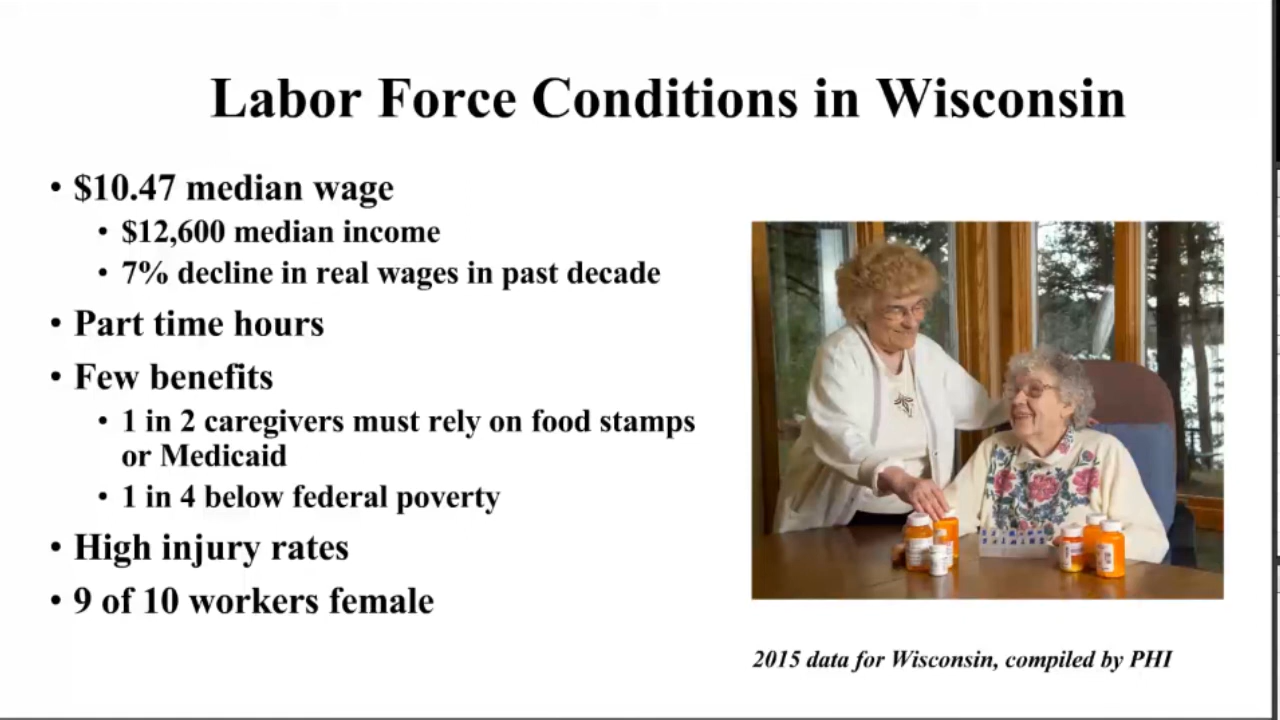 Labor Force Conditions in Wisconsin
• $10.47 median wage
• $12,600 median income
• 7% decline in real wages in past decade
• Part time hours
• Few benefits
• 1 in 2 caregivers must rely on food stamps
or Medicaid
• 1 in 4 below federal poverty
• High injury rates
• 9 of 10 workers female
2015 data for Wisconsin, compiled by PHI